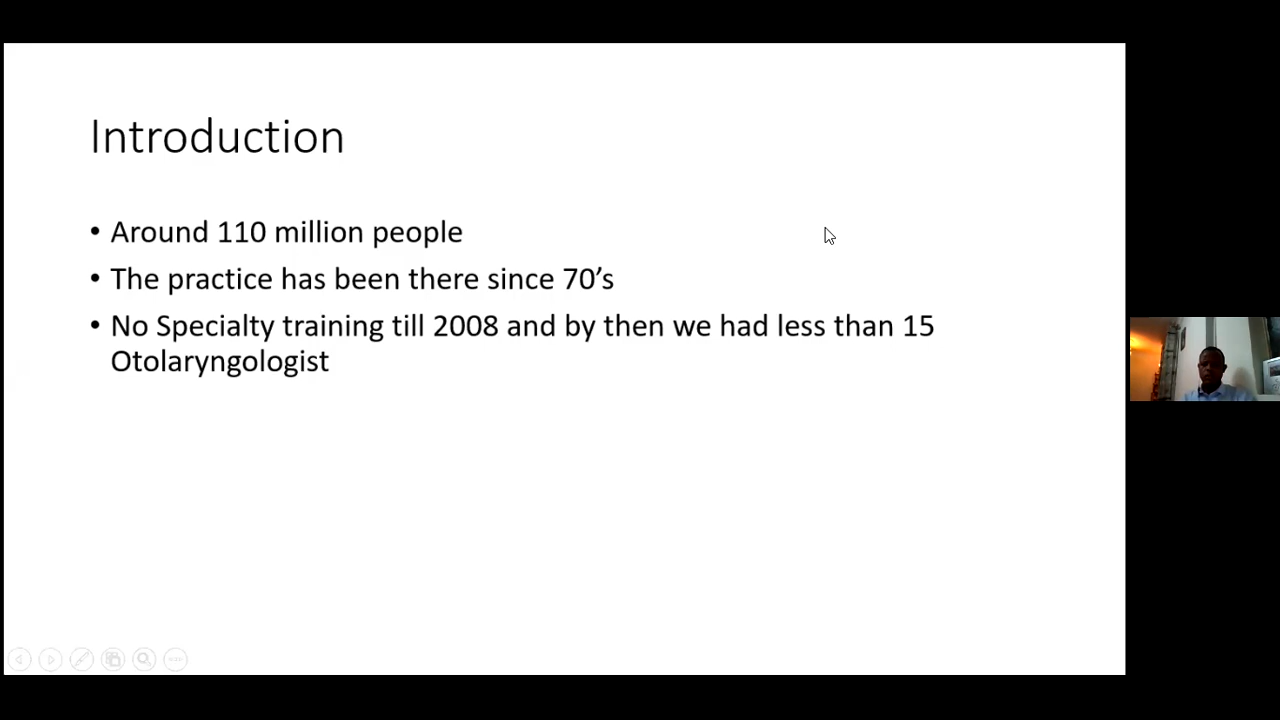 Introduction
• Around 110 million people
• The practice has been there since 70’s
• No Specialty training till 2008 and by then we had less than 15
Otolaryngologist